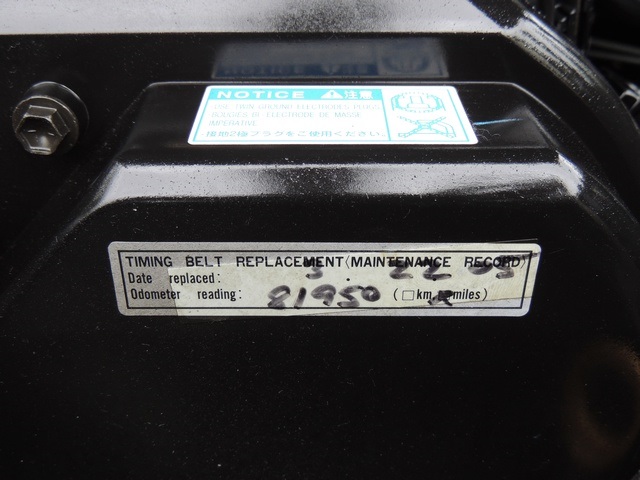 NOTICE ⚠注意
USE TWIN GROUND ELECTRODES PLUGS
BOUGIES-BI ELECTRODE DE MASSE
IMPERATIVE
接地2極プラグをご使用ください。
TIMING BELT REPLACEMENT(MAINTENANCE RECORD)
Date replaced: 3 . 22 05
Odometer reading: 81950 (□km, ☒miles)